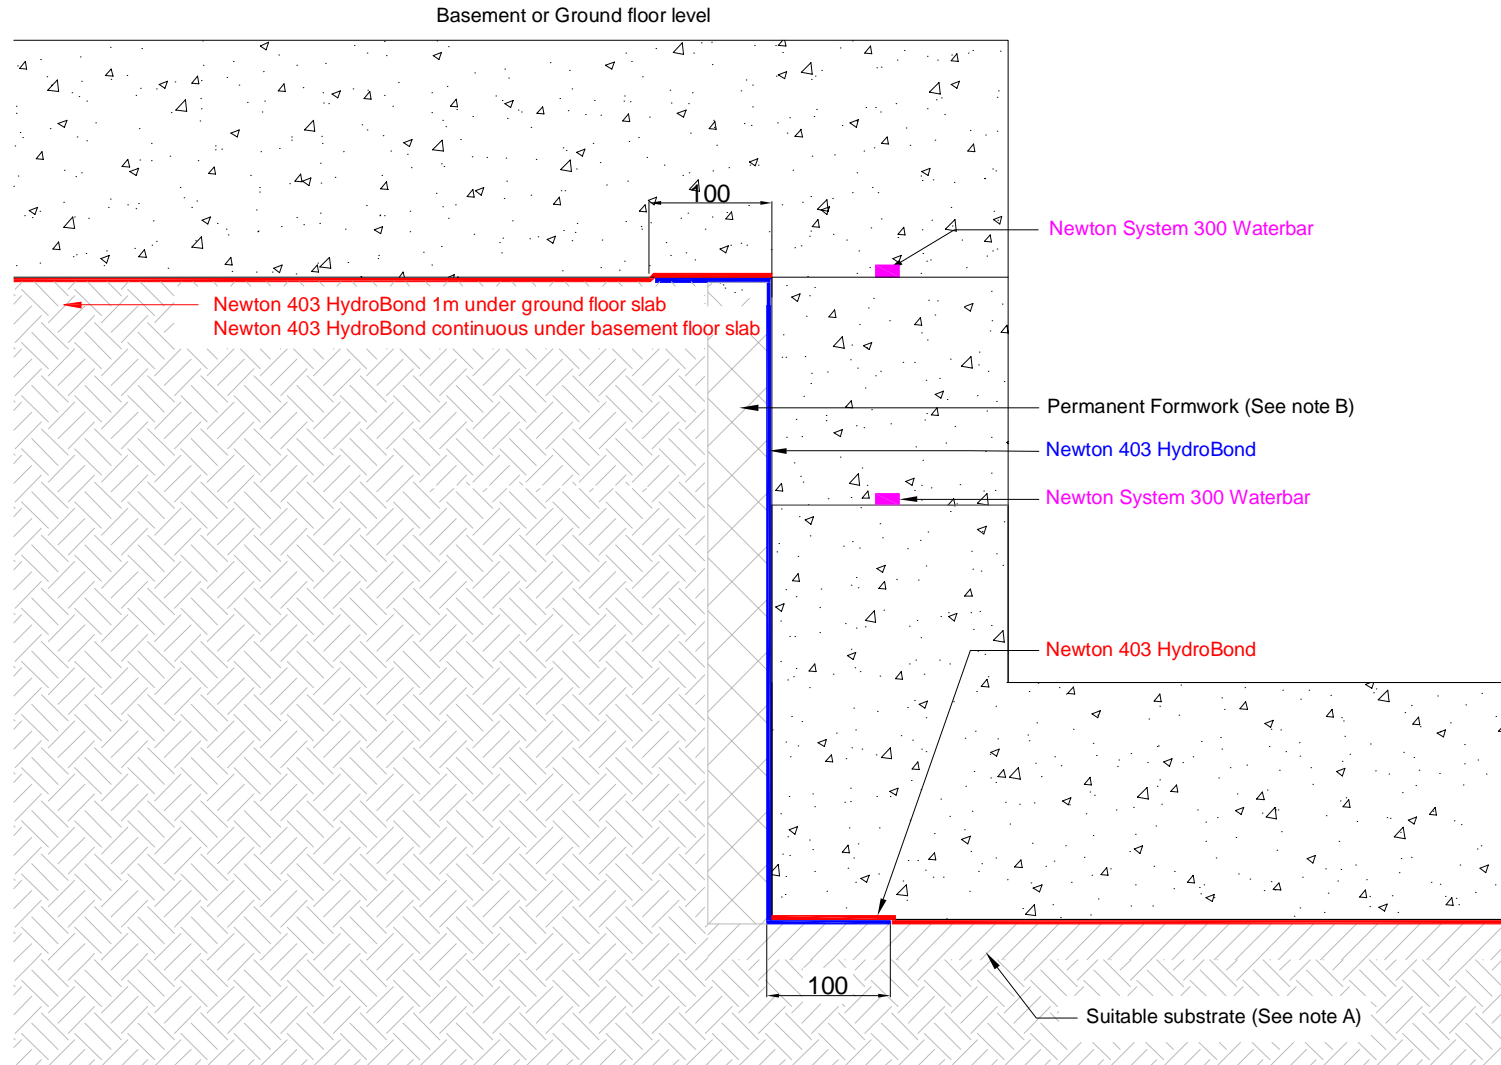 Basement or Ground floor level
100
Newton System 300 Waterbar
Newton 403 HydroBond 1m under ground floor slab
Newton 403 HydroBond continuous under basement floor slab
Permanent Formwork (See note B)
Newton 403 HydroBond
Newton System 300 Waterbar
Newton 403 HydroBond
100
Suitable substrate (See note A)